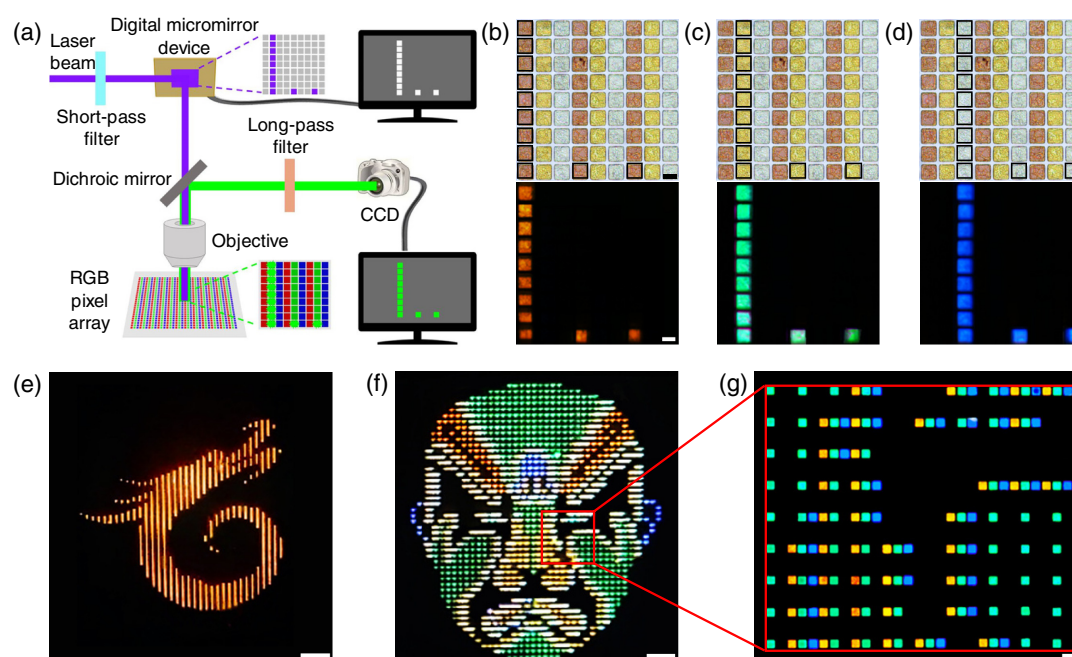 (a)
Laser
beam
Digital micromirror
device
Short-pass
filter
Long-pass
filter
Dichroic mirror
CCD
Objective
RGB
pixel
array
(b)
(c)
(d)
(e)
(f)
(g)